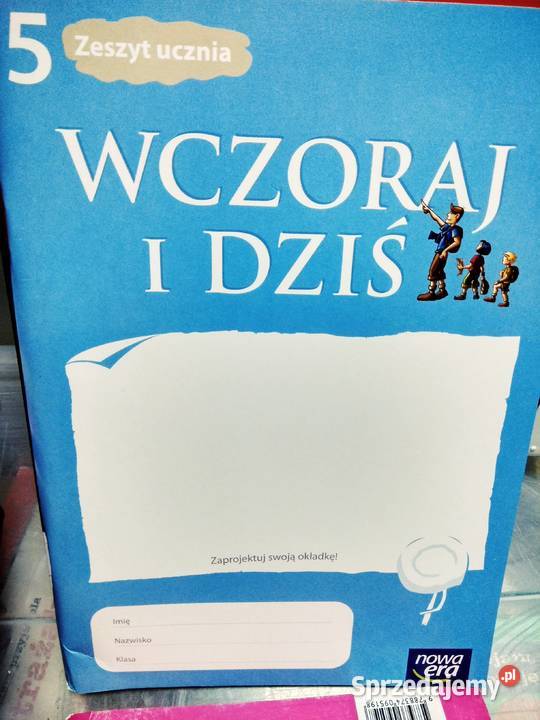 5 Zeszyt ucznia
WCZORAJ
I DZIŚ
Zaprojektuj swoją okładkę!
Imię
Nazwisko
Klasa
nowa
era
Sprzedajemy.pl